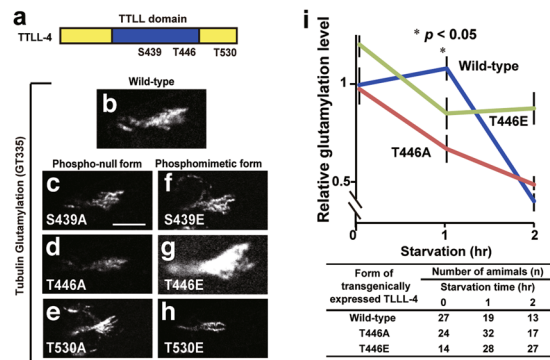 a
TTLL domain
TTLL-4
S439 T446 T530
Tubulin Glutamylation (GT335)
Wild-type
b
Phospho-null form Phosphomimetic form
c
S439A
f
S439E
d
T446A
g
T446E
e
T530A
h
T530E
i
Relative glutamylation level
* p < 0.05
*
Wild-type
T446E
T446A
1
0.5
0 1 2
Starvation (hr)
Form of transgenically expressed TLLL-4
Number of amimals (n)
Starvation time (hr)
0 1 2
Wild-type 27 19 13
T446A 24 32 17
T446E 14 28 27